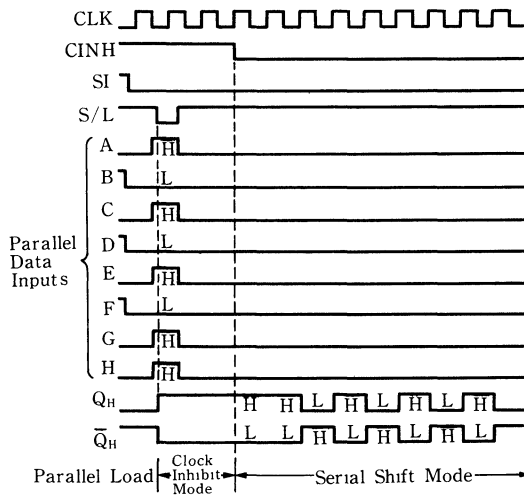 CLK
CINH
SI
S/L
A H
B L
C H
D L
E H
F L
G H
H H
Parallel
Data
Inputs
QH H H L H L H L H
Q̅H L L H L H L H L
Parallel Load
Clock
Inhibit
Mode
Serial Shift Mode